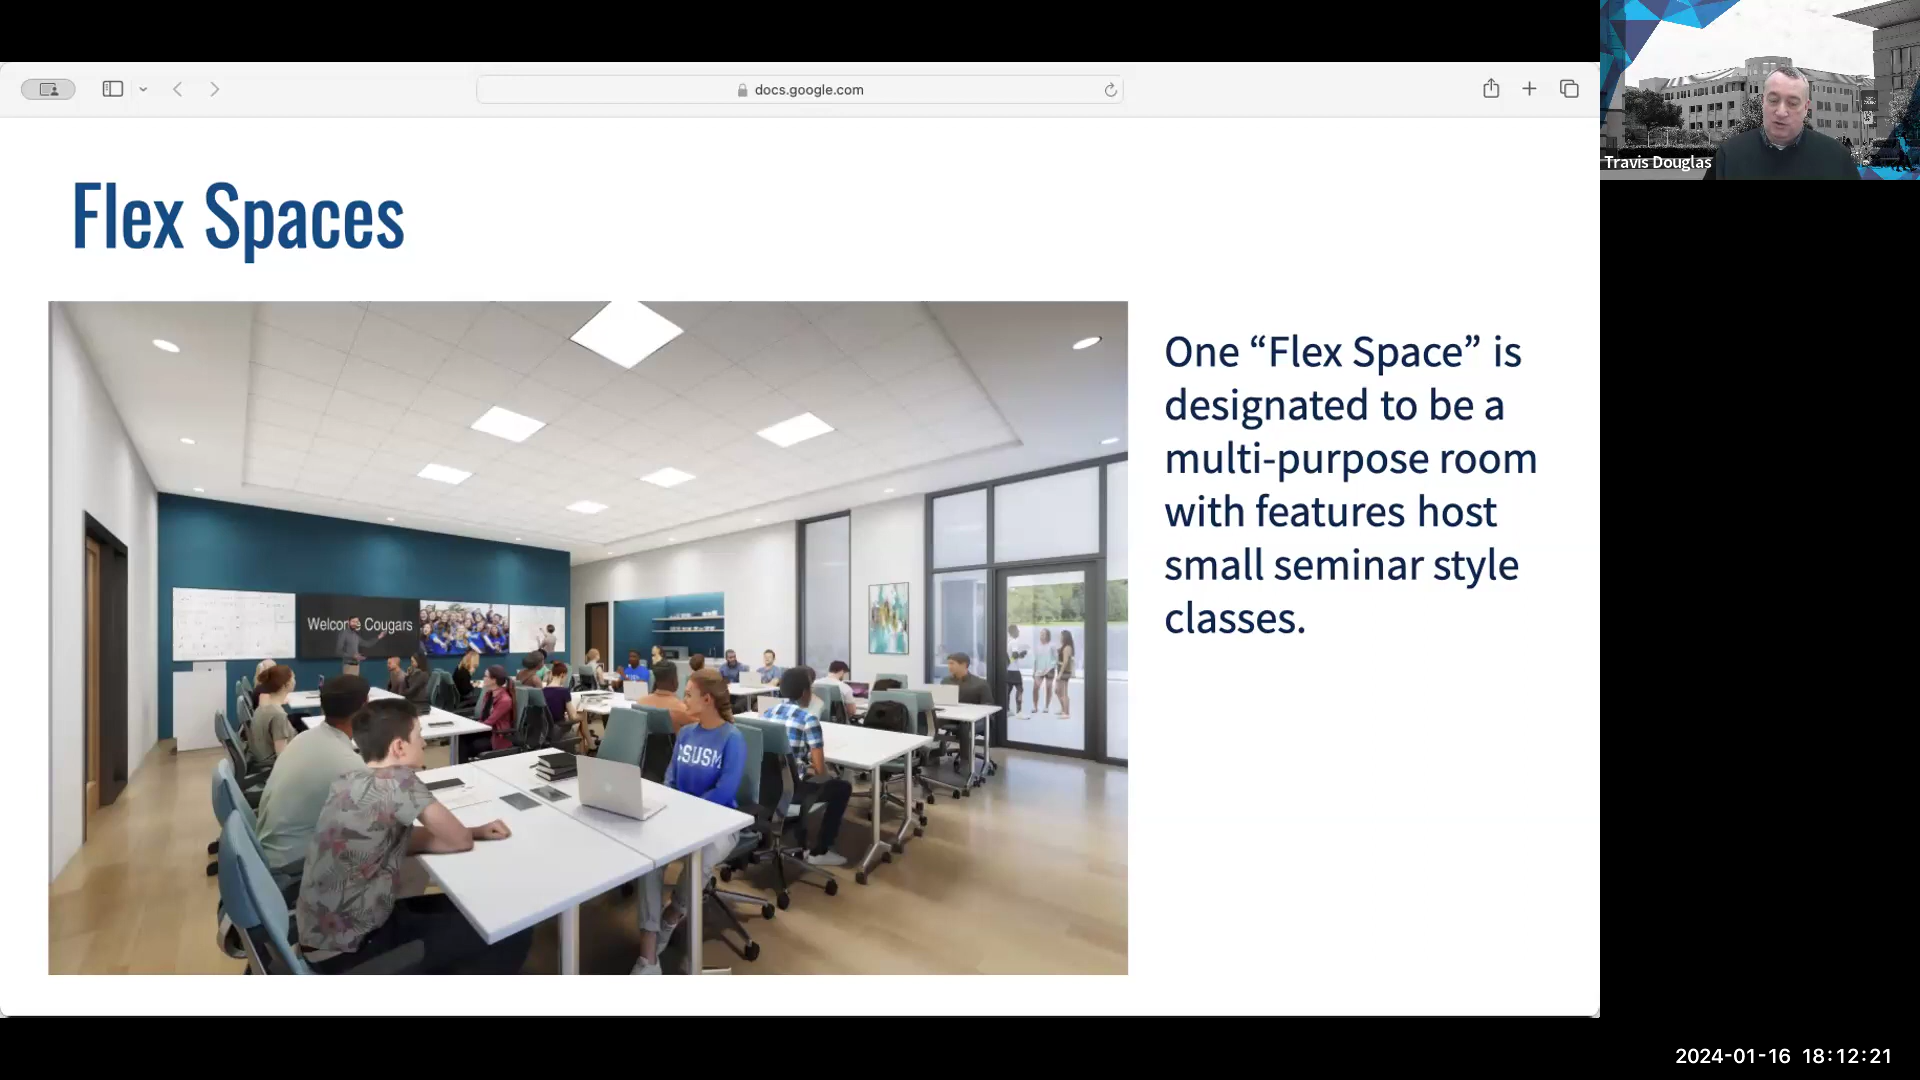 docs.google.com
Travis Douglas
Flex Spaces
One “Flex Space” is
designated to be a
multi-purpose room
with features host
small seminar style
classes.
Welcome Cougars
CSUSM
2024-01-16 18:12:21